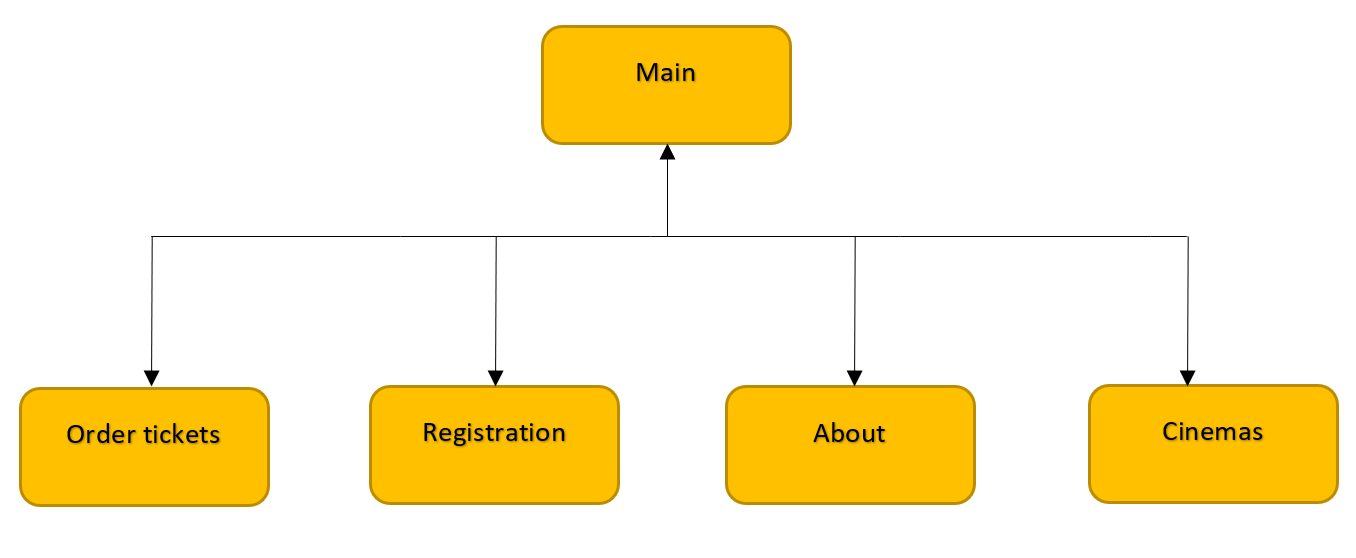 Main
Order tickets
Registration
About
Cinemas